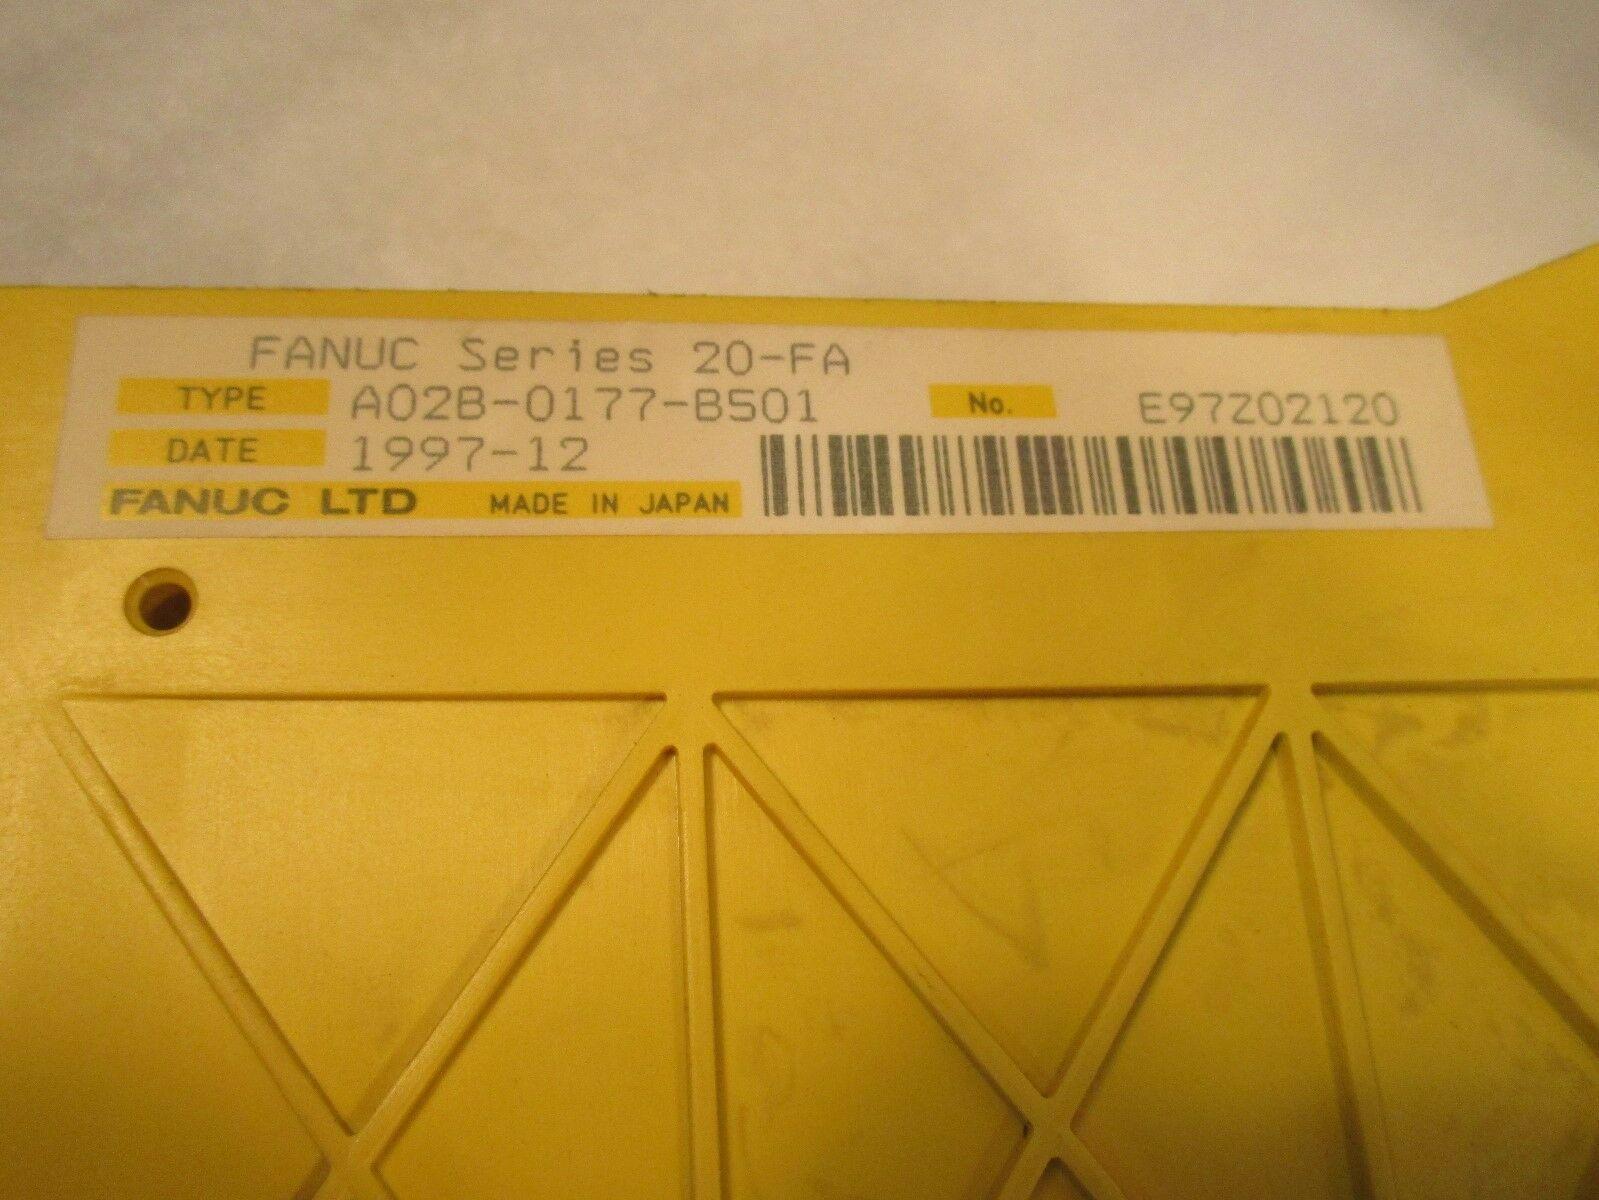 FANUC Series 20-FA
TYPE A02B-0177-B501 No. E97Z02120
DATE 1997-12
FANUC LTD MADE IN JAPAN